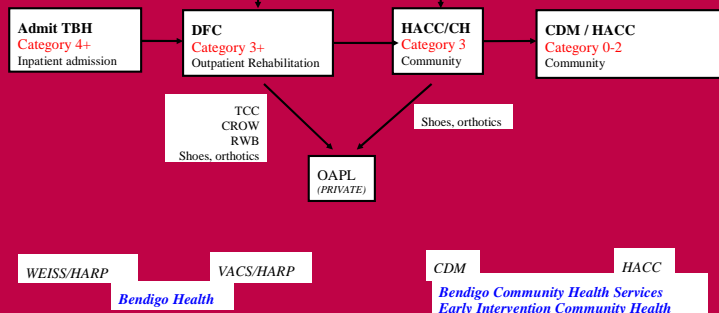 Admit TBH
Category 4+
Inpatient admission
DFC
Category 3+
Outpatient Rehabilitation
HACC/CH
Category 3
Community
CDM / HACC
Category 0-2
Community
TCC
CROW
RWB
Shoes, orthotics
Shoes, orthotics
OAPL
(PRIVATE)
WEISS/HARP
VACS/HARP
CDM
HACC
Bendigo Health
Bendigo Community Health Services
Early Intervention Community Health